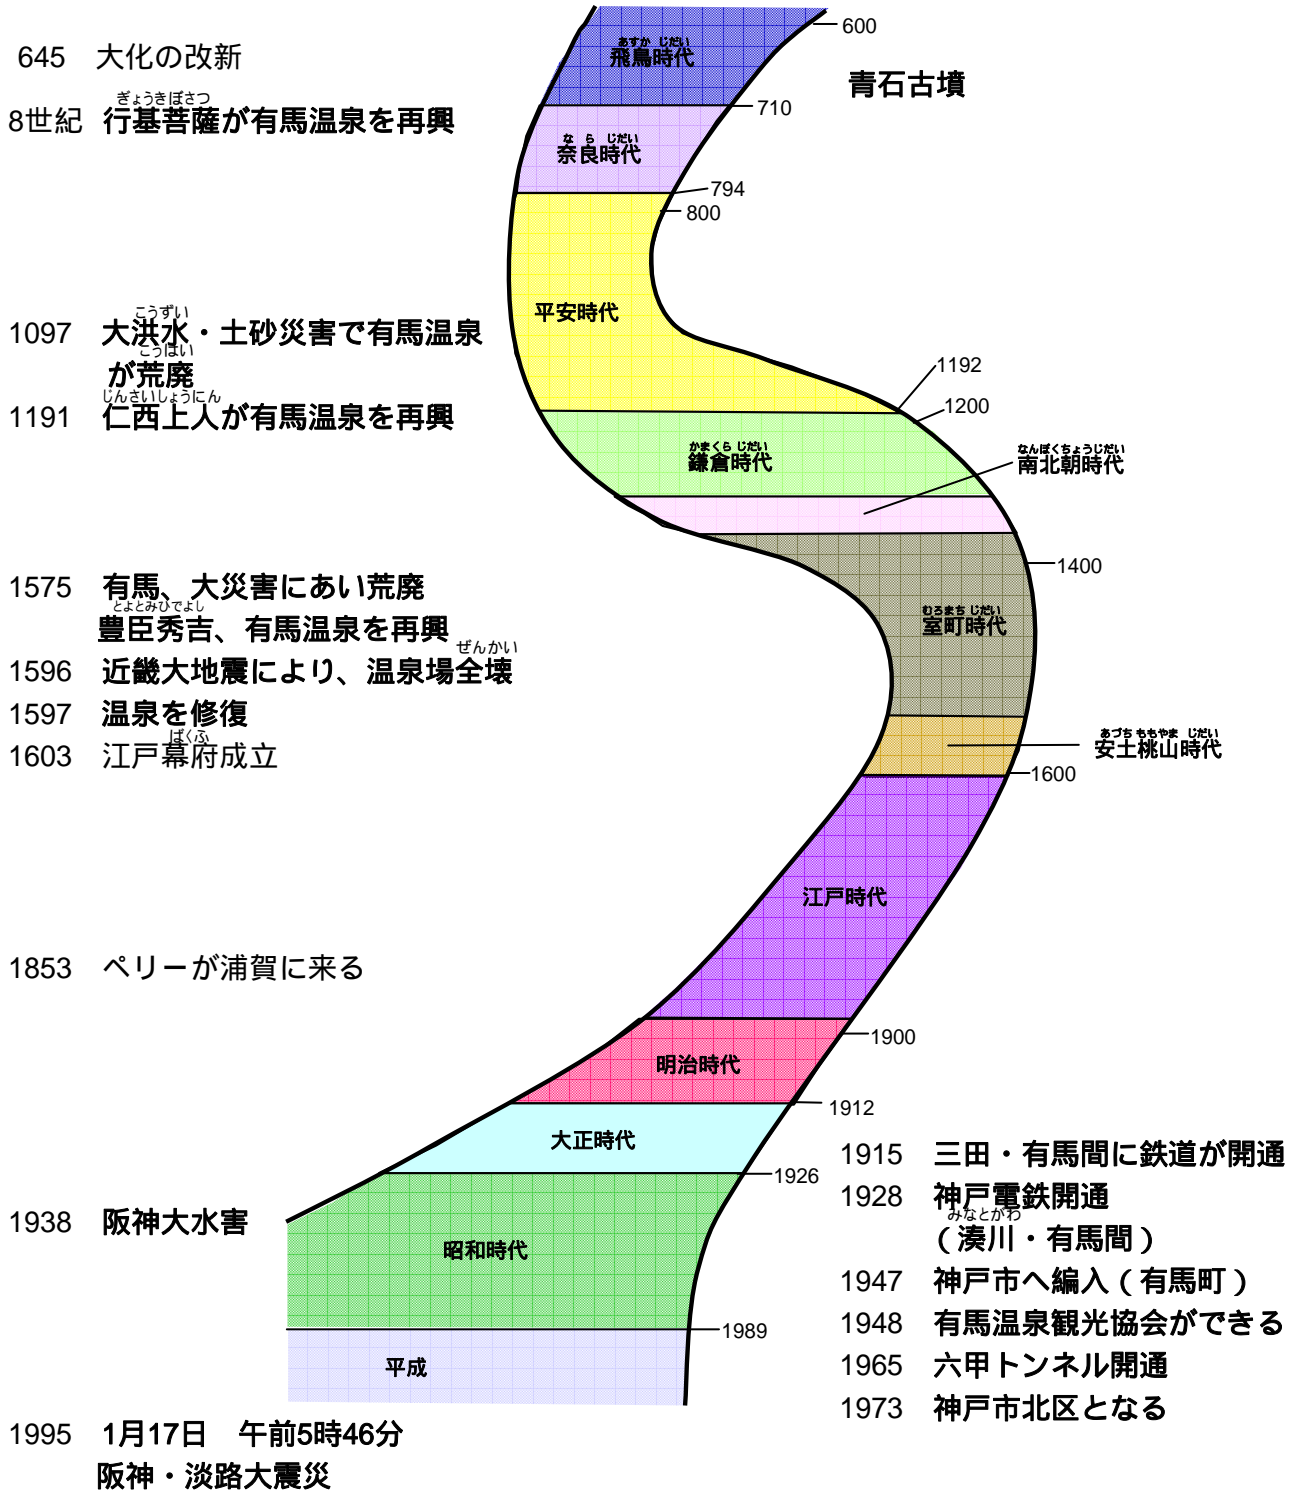 あすか じだい
飛鳥時代
600
645 大化の改新
青石古墳
ぎょうきぼさつ
8世紀 行基菩薩が有馬温泉を再興
710
な ら じだい
奈良時代
794
800
平安時代
こうずい
1097 大洪水・土砂災害で有馬温泉
こうはい
が荒廃
じんさいしょうにん
1191 仁西上人が有馬温泉を再興
1192
1200
かまくら じだい
鎌倉時代
なんぼくちょうじだい
南北朝時代
1400
1575 有馬、大災害にあい荒廃
とよとみひでよし
豊臣秀吉、有馬温泉を再興
むろまち じだい
室町時代
ぜんかい
1596 近畿大地震により、温泉場全壊
1597 温泉を修復
ばくふ
1603 江戸幕府成立
あづち ももやま じだい
安土桃山時代
1600
江戸時代
1853 ペリーが浦賀に来る
1900
明治時代
1912
大正時代
1926
1915 三田・有馬間に鉄道が開通
1928 神戸電鉄開通
みなとがわ
(湊川・有馬間)
1938 阪神大水害
昭和時代
1947 神戸市へ編入(有馬町)
1948 有馬温泉観光協会ができる
1989
平成
1965 六甲トンネル開通
1973 神戸市北区となる
1995 1月17日 午前5時46分
阪神・淡路大震災